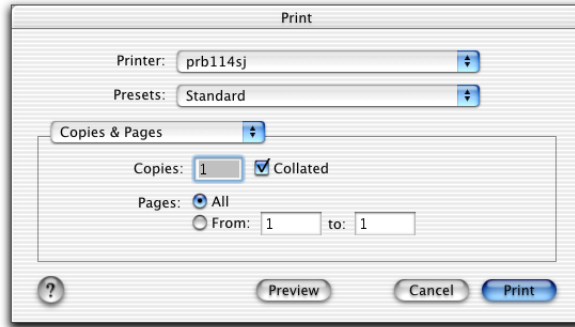 Print
Printer: prb114sj
Presets: Standard
Copies & Pages
Copies: 1 Collated
Pages: All
From: 1 to: 1
? Preview Cancel Print